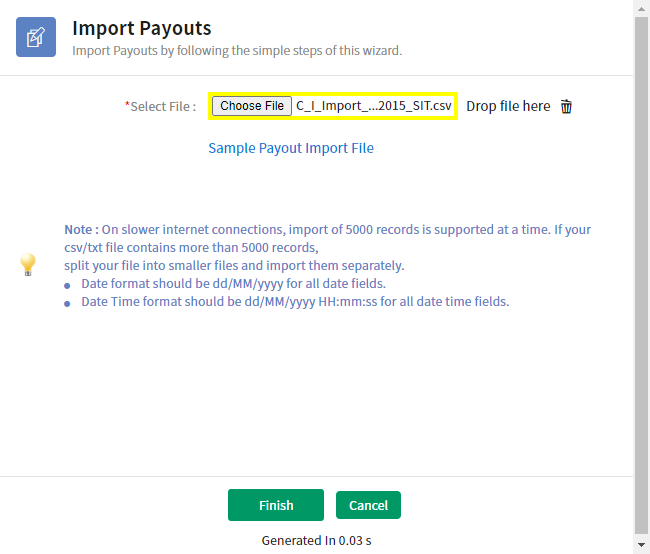 Import Payouts
Import Payouts by following the simple steps of this wizard.
*Select File : Choose File C_I_Import_...2015_SIT.csv Drop file here
Sample Payout Import File
Note : On slower internet connections, import of 5000 records is supported at a time. If your
csv/txt file contains more than 5000 records,
split your file into smaller files and import them separately.
Date format should be dd/MM/yyyy for all date fields.
Date Time format should be dd/MM/yyyy HH:mm:ss for all date time fields.
Finish Cancel
Generated In 0.03 s